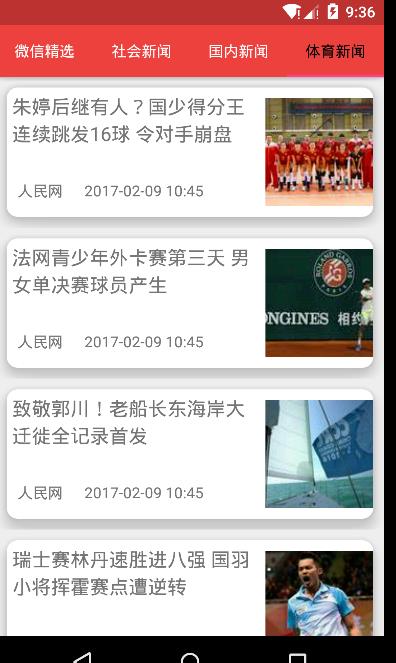 9:36
微信精选 社会新闻 国内新闻 体育新闻
朱婷后继有人？国少得分王
连续跳发16球 令对手崩盘
人民网 2017-02-09 10:45
法网青少年外卡赛第三天 男
女单决赛球员产生
ROLAND GARROS
ONGINES 相约
人民网 2017-02-09 10:45
致敬郭川！老船长东海岸大
迁徙全记录首发
人民网 2017-02-09 10:45
瑞士赛林丹速胜进八强 国羽
小将挥霍赛点遭逆转